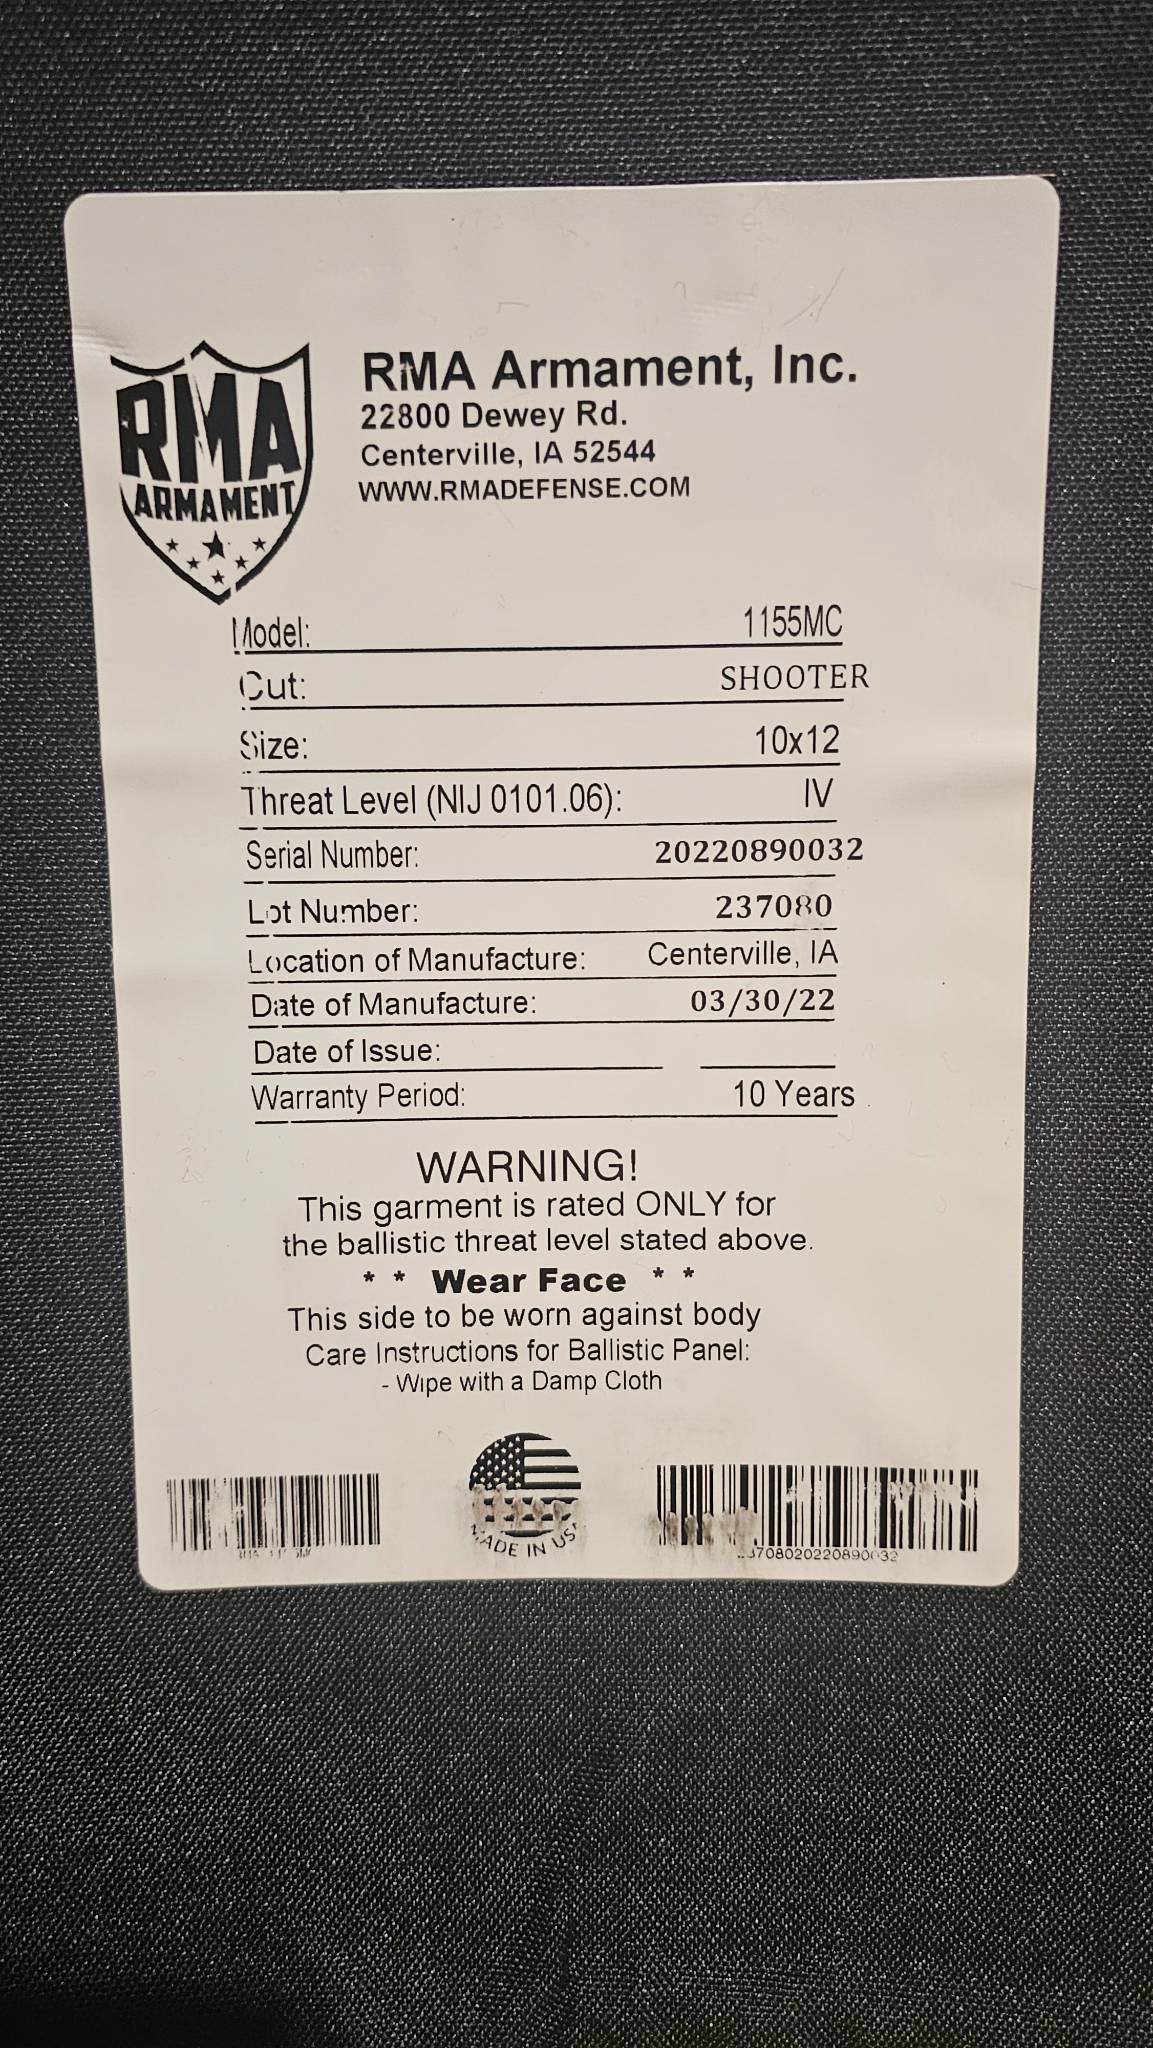 RMA
ARMAMENT
RMA Armament, Inc.
22800 Dewey Rd.
Centerville, IA 52544
WWW.RMADEFENSE.COM
Model: 1155MC
Cut: SHOOTER
Size: 10x12
Threat Level (NIJ 0101.06): IV
Serial Number: 20220890032
Lot Number: 237080
Location of Manufacture: Centerville, IA
Date of Manufacture: 03/30/22
Date of Issue:
Warranty Period: 10 Years
WARNING!
This garment is rated ONLY for
the ballistic threat level stated above.
* * Wear Face * *
This side to be worn against body
Care Instructions for Ballistic Panel:
- Wipe with a Damp Cloth
MADE IN USA